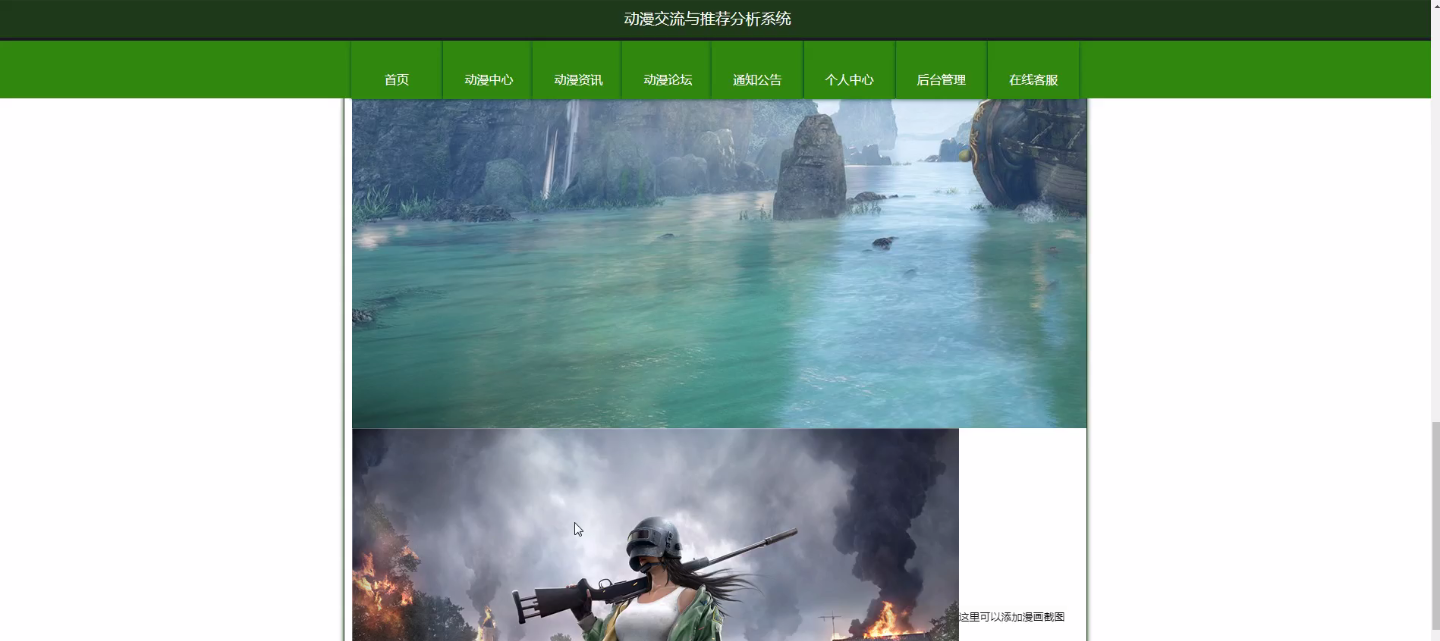 动漫交流与推荐分析系统
首页 动漫中心 动漫资讯 动漫论坛 通知公告 个人中心 后台管理 在线客服
这里可以添加漫画截图